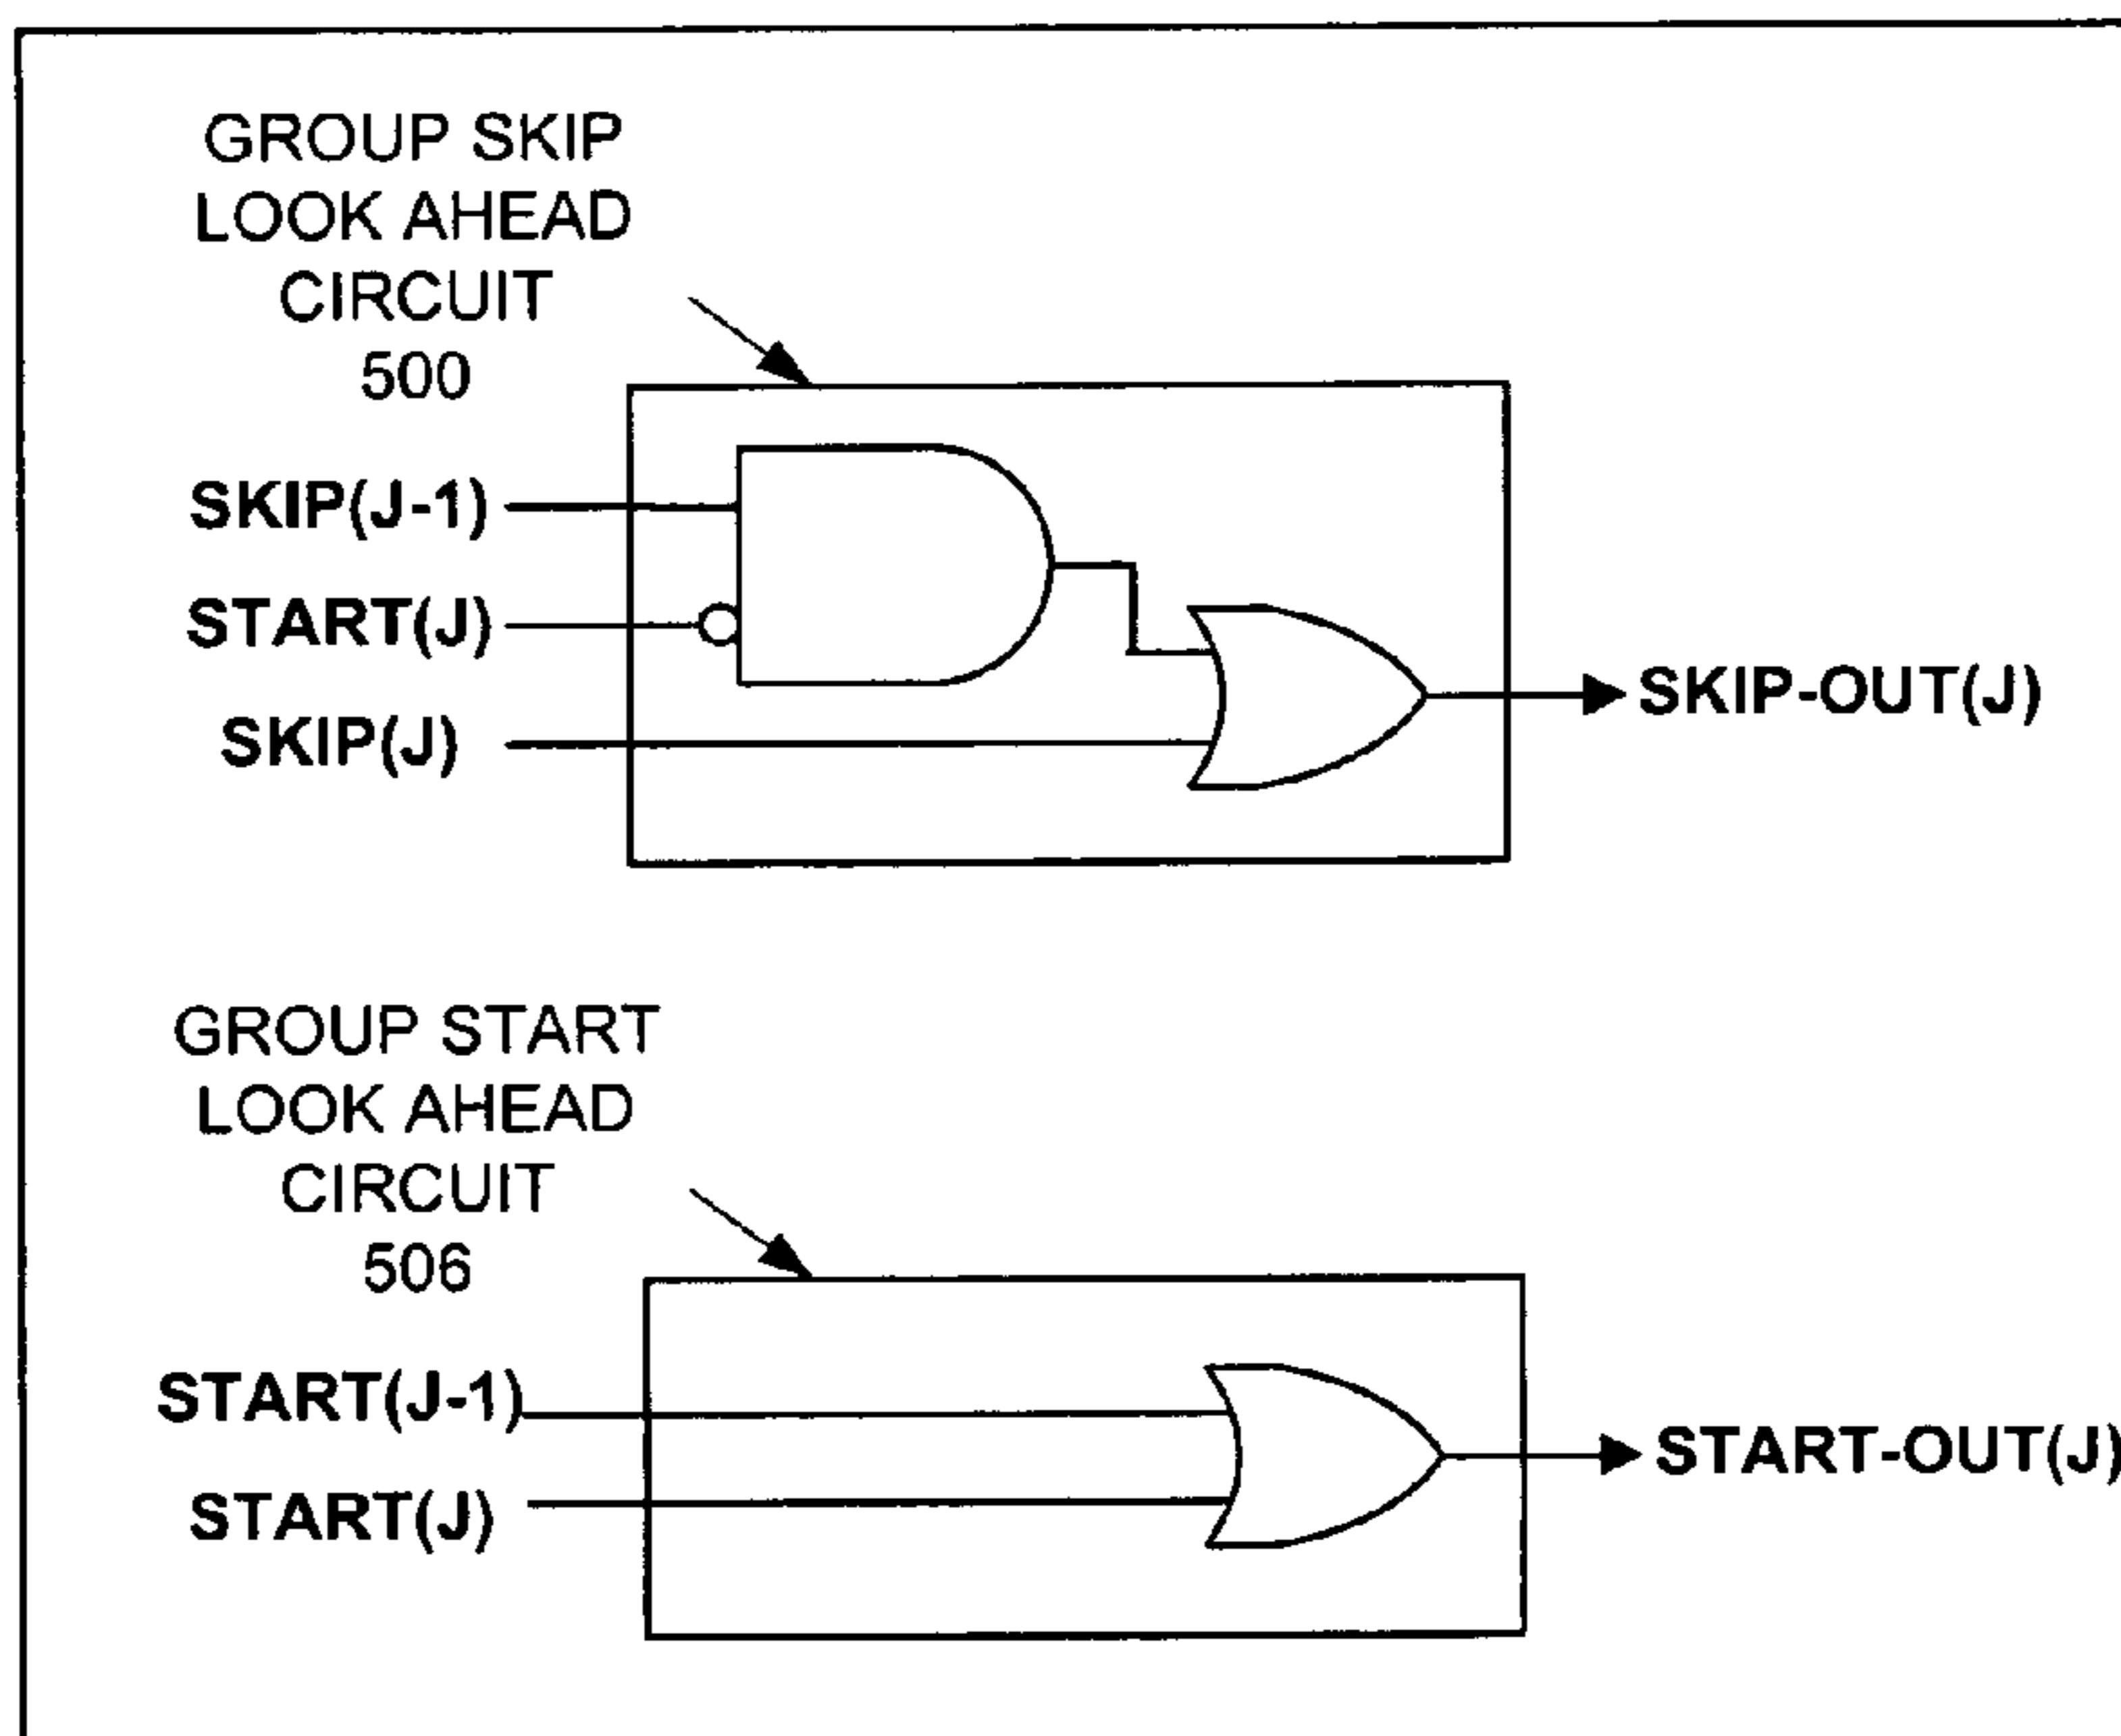 GROUP SKIP
LOOK AHEAD
CIRCUIT
500
SKIP(J-1)
START(J)
SKIP(J)
SKIP-OUT(J)
GROUP START
LOOK AHEAD
CIRCUIT
506
START(J-1)
START(J)
START-OUT(J)